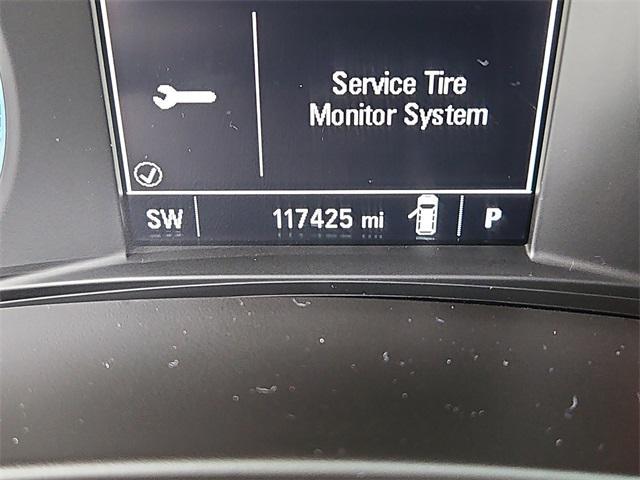 Service Tire
Monitor System
SW 117425 mi P